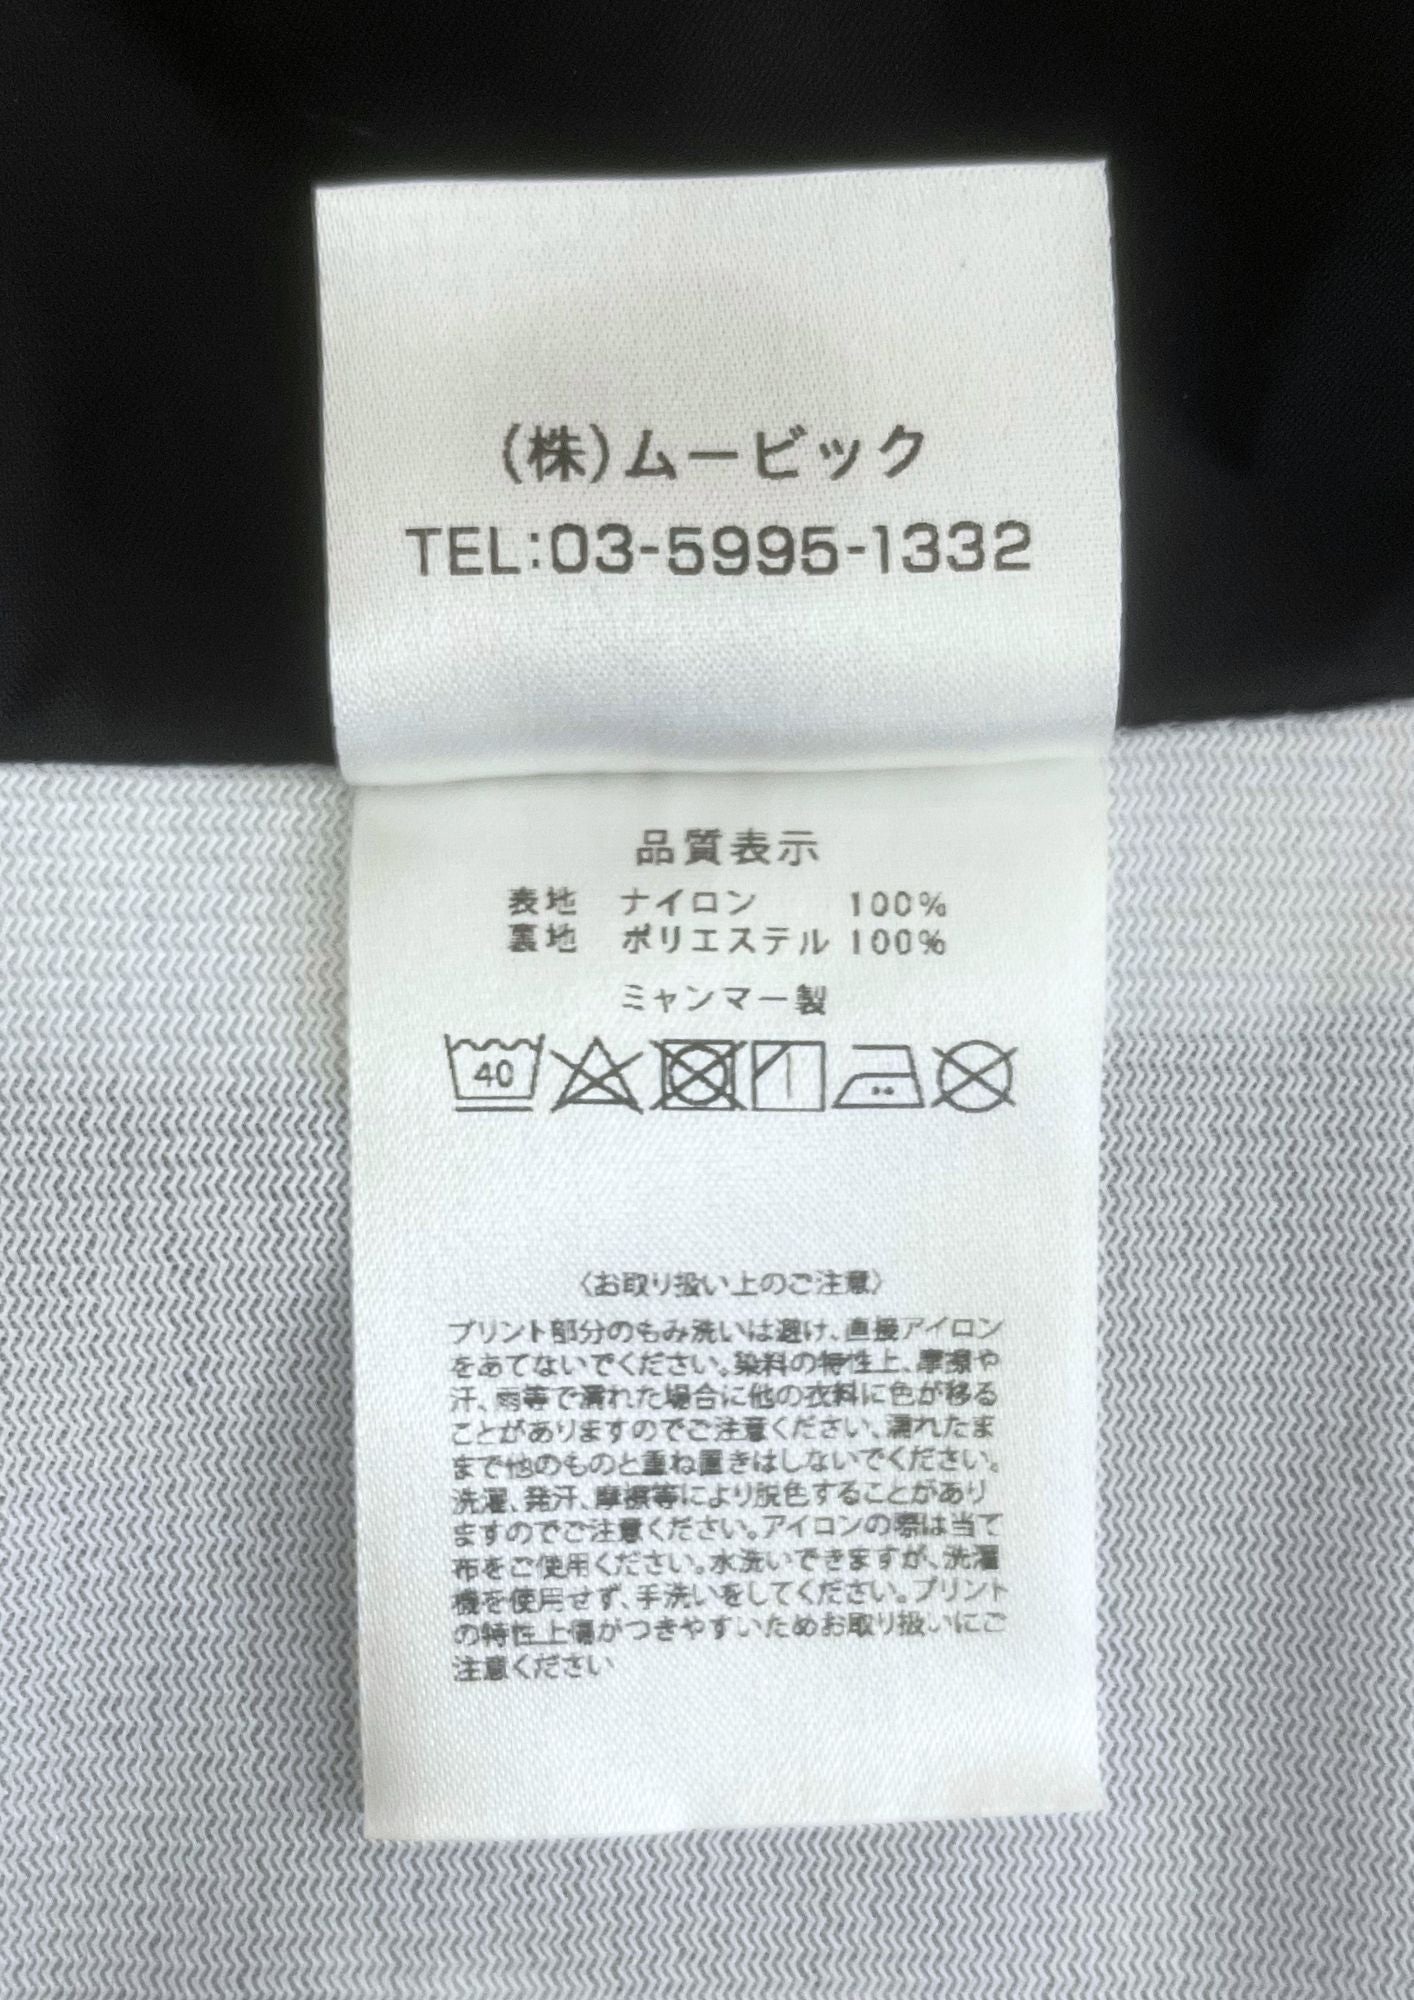 (株)ムービック
TEL:03-5995-1332
品質表示
表地 ナイロン 100%
裏地 ポリエステル 100%
ミャンマー製
40
〈お取り扱い上のご注意〉
プリント部分のもみ洗いは避け、直接アイロン
をあてないでください。染料の特性上、摩擦や
汗、雨等で濡れた場合に他の衣料に色が移る
ことがありますのでご注意ください、濡れたま
まで他のものと重ね置きはしないでください。
洗濯、発汗、摩擦等により脱色することがあり
ますのでご注意ください。アイロンの際は当て
布をご使用ください。水洗いできますが、洗濯
機を使用せず、手洗いをしてください。プリント
の特性上傷がつきやすいためお取り扱いにご
注意ください